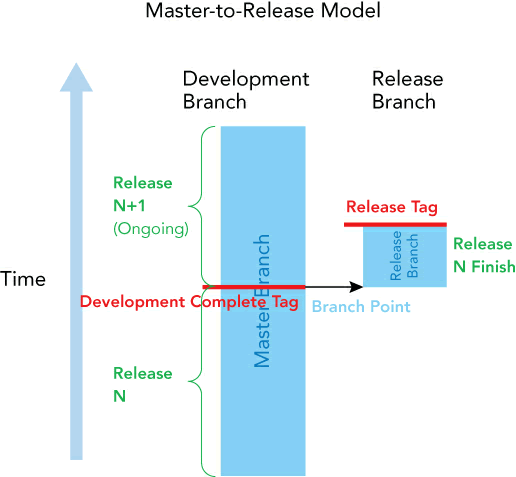 Master-to-Release Model
Development
Branch
Release
Branch
Release
N+1
(Ongoing)
Release Tag
Release
Branch
Release
N Finish
Time
Master Branch
Development Complete Tag
Branch Point
Release
N